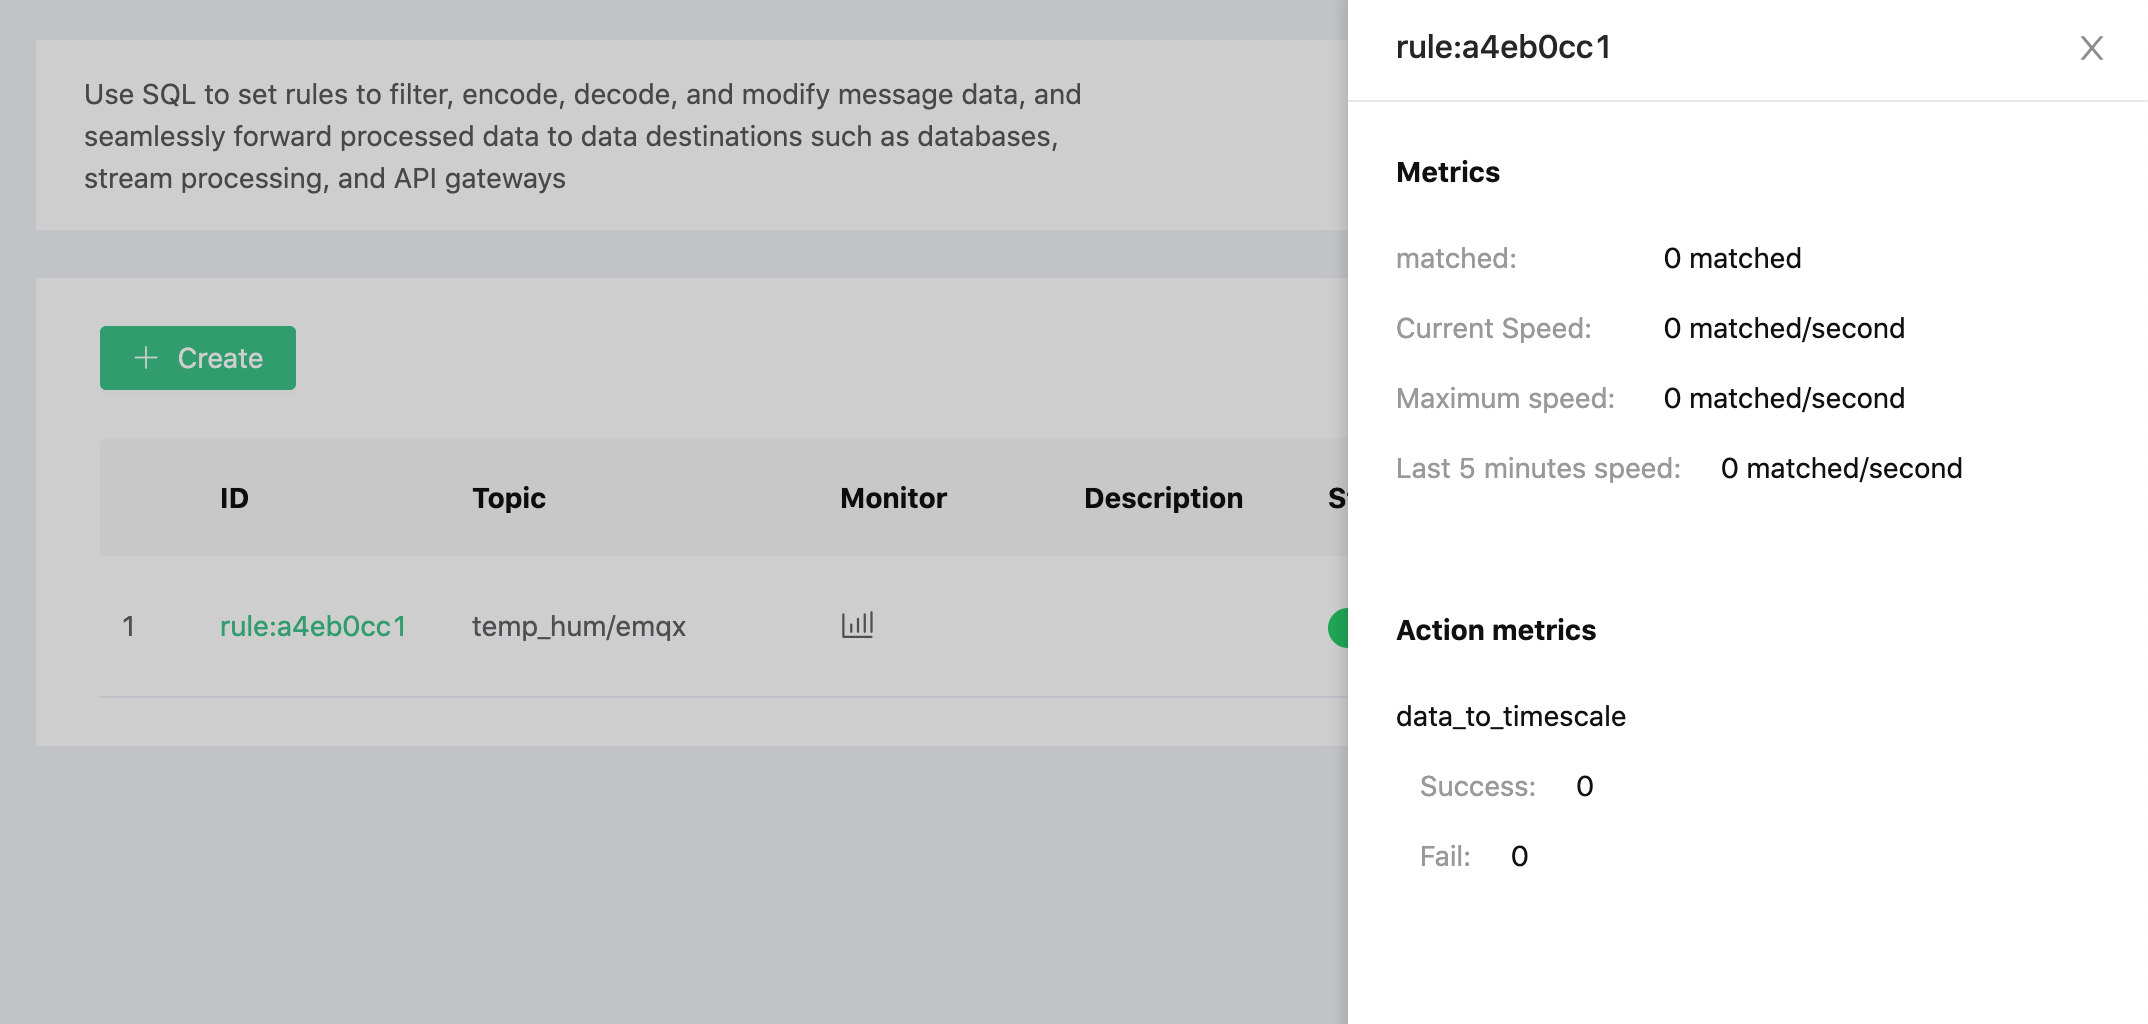 Use SQL to set rules to filter, encode, decode, and modify message data, and
seamlessly forward processed data to data destinations such as databases,
stream processing, and API gateways
+ Create
ID Topic Monitor Description
1 rule:a4eb0cc1 temp_hum/emqx
rule:a4eb0cc1
Metrics
matched: 0 matched
Current Speed: 0 matched/second
Maximum speed: 0 matched/second
Last 5 minutes speed: 0 matched/second
Action metrics
data_to_timescale
Success: 0
Fail: 0